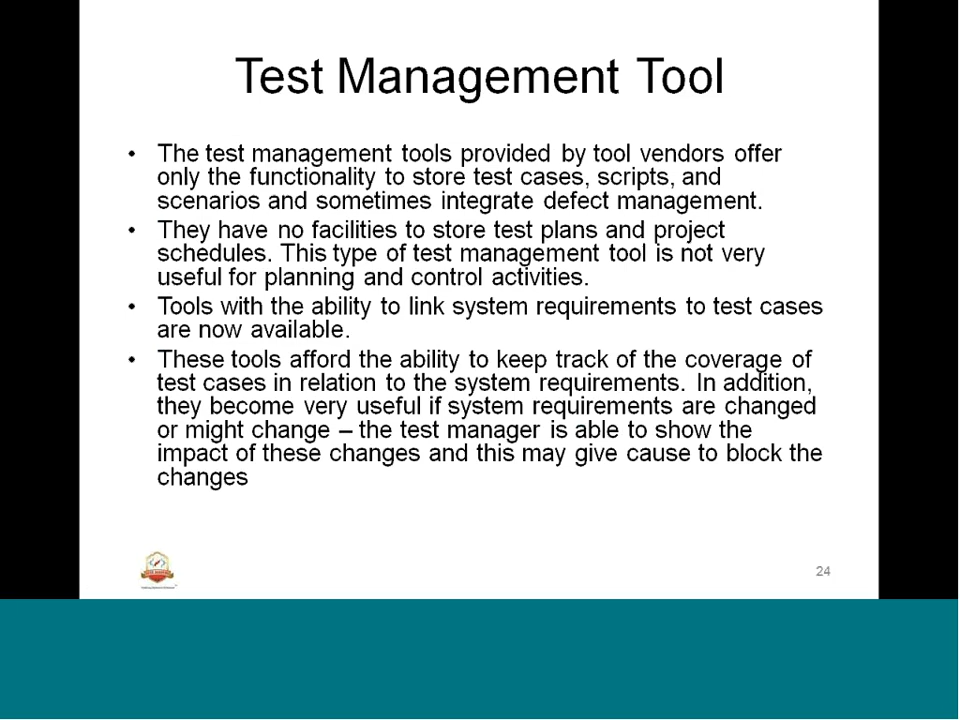 Test Management Tool
• The test management tools provided by tool vendors offer
only the functionality to store test cases, scripts, and
scenarios and sometimes integrate defect management.
• They have no facilities to store test plans and project
schedules. This type of test management tool is not very
useful for planning and control activities.
• Tools with the ability to link system requirements to test cases
are now available.
• These tools afford the ability to keep track of the coverage of
test cases in relation to the system requirements. In addition,
they become very useful if system requirements are changed
or might change – the test manager is able to show the
impact of these changes and this may give cause to block the
changes
24